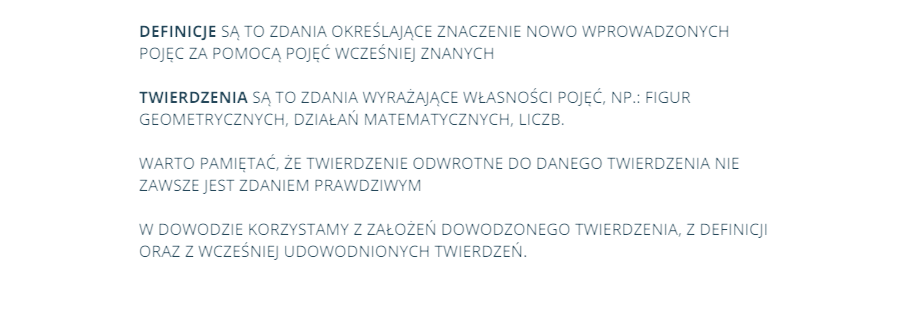 DEFINICJE SĄ TO ZDANIA OKREŚLAJĄCE ZNACZENIE NOWO WPROWADZONYCH
POJĘC ZA POMOCĄ POJĘĆ WCZEŚNIEJ ZNANYCH
TWIERDZENIA SĄ TO ZDANIA WYRAŻAJĄCE WŁASNOŚCI POJĘĆ, NP.: FIGUR
GEOMETRYCZNYCH, DZIAŁAŃ MATEMATYCZNYCH, LICZB.
WARTO PAMIĘTAĆ, ŻE TWIERDZENIE ODWROTNE DO DANEGO TWIERDZENIA NIE
ZAWSZE JEST ZDANIEM PRAWDZIWYM
W DOWODZIE KORZYSTAMY Z ZAŁOŻEŃ DOWODZONEGO TWIERDZENIA, Z DEFINICJI
ORAZ Z WCZEŚNIEJ UDOWODNIONYCH TWIERDZEŃ.